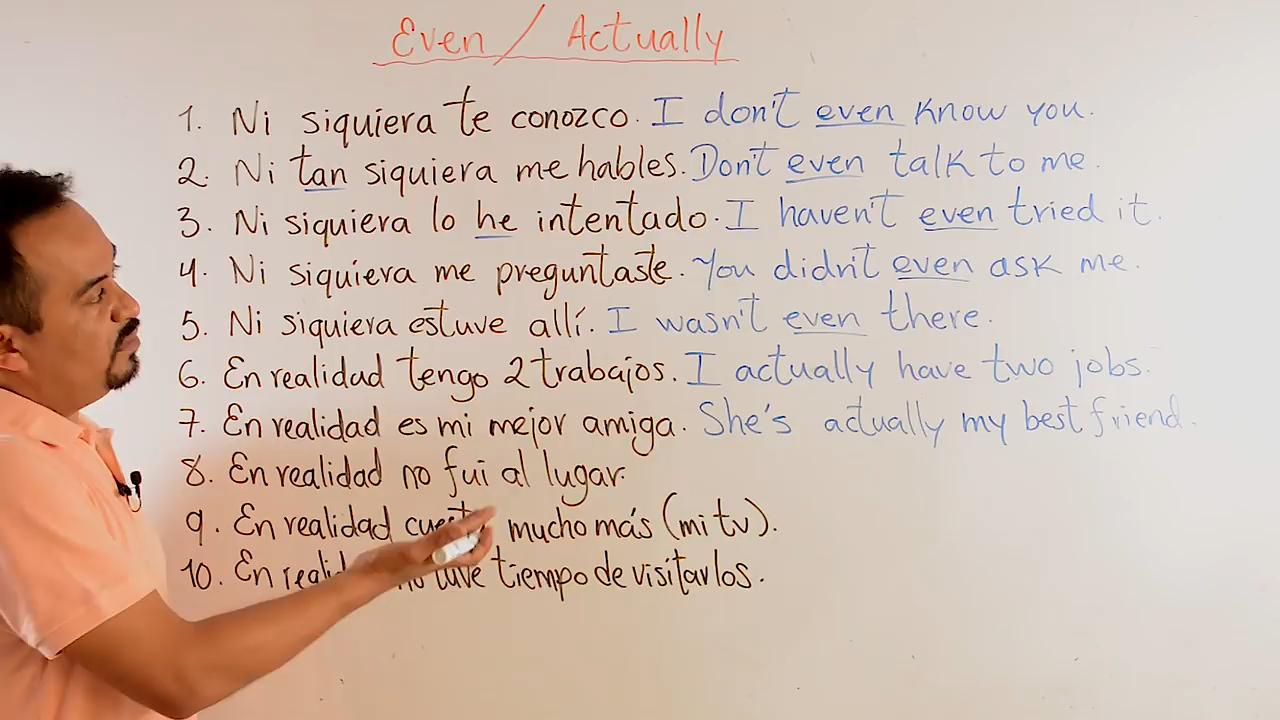 Even / Actually
1. Ni siquiera te conozco. I don't even know you.
2. Ni tan siquiera me hables. Don't even talk to me.
3. Ni siquiera lo he intentado. I haven't even tried it.
4. Ni siquiera me preguntaste. You didn't even ask me.
5. Ni siquiera estuve allí. I wasn't even there.
6. En realidad tengo 2 trabajos. I actually have two jobs.
7. En realidad es mi mejor amiga. She's actually my best friend.
8. En realidad no fui al lugar.
9. En realidad mucho más (mi tv).
10. En tiempo de visitarlos.